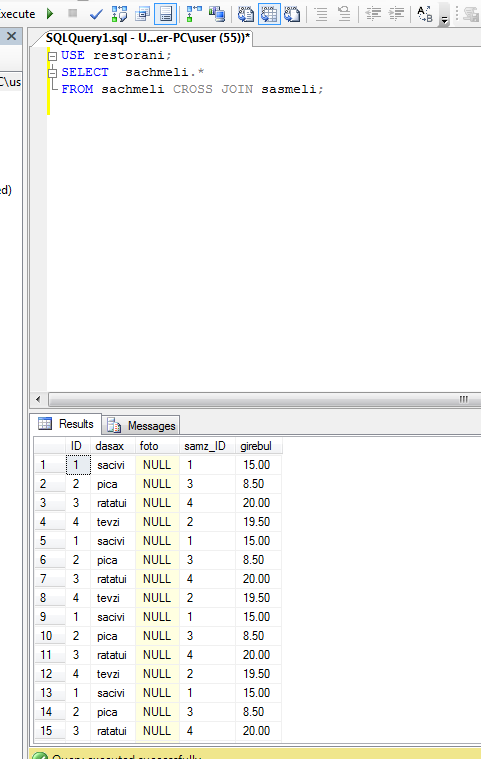 xecute
SQLQuery1.sql - U...er-PC\user (55))*
C\us
USE restorani;
SELECT sachmeli.*
FROM sachmeli CROSS JOIN sasmeli;
ed)
Results Messages
ID dasax foto samz_ID girebul
1 1 sacivi NULL 1 15.00
2 2 pica NULL 3 8.50
3 3 ratatui NULL 4 20.00
4 4 tevzi NULL 2 19.50
5 1 sacivi NULL 1 15.00
6 2 pica NULL 3 8.50
7 3 ratatui NULL 4 20.00
8 4 tevzi NULL 2 19.50
9 1 sacivi NULL 1 15.00
10 2 pica NULL 3 8.50
11 3 ratatui NULL 4 20.00
12 4 tevzi NULL 2 19.50
13 1 sacivi NULL 1 15.00
14 2 pica NULL 3 8.50
15 3 ratatui NULL 4 20.00
Query executed successfully